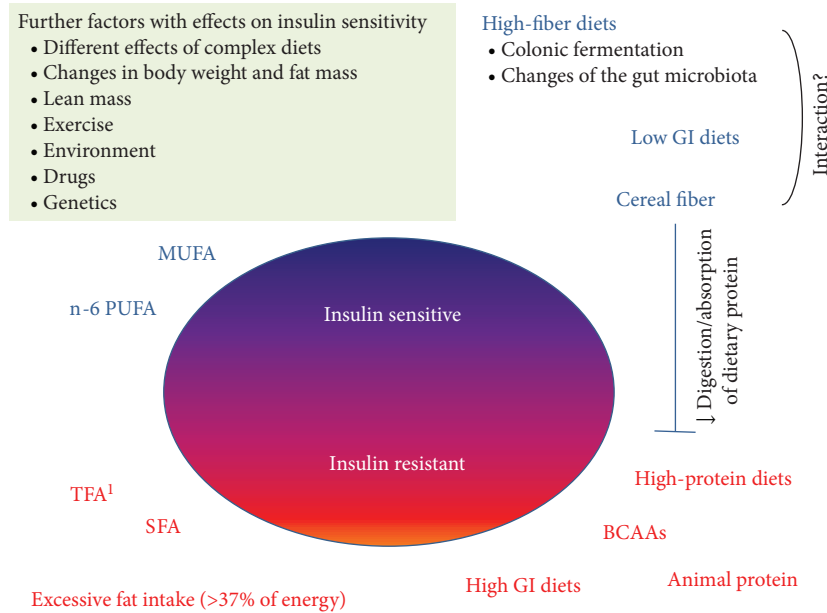 Further factors with effects on insulin sensitivity
• Different effects of complex diets
• Changes in body weight and fat mass
• Lean mass
• Exercise
• Environment
• Drugs
• Genetics
High-fiber diets
• Colonic fermentation
• Changes of the gut microbiota
Low GI diets
Cereal fiber
Interaction?
MUFA
n-6 PUFA
Insulin sensitive
Insulin resistant
↓ Digestion/absorption
of dietary protein
TFA¹
SFA
Excessive fat intake (>37% of energy)
High-protein diets
BCAAs
High GI diets
Animal protein